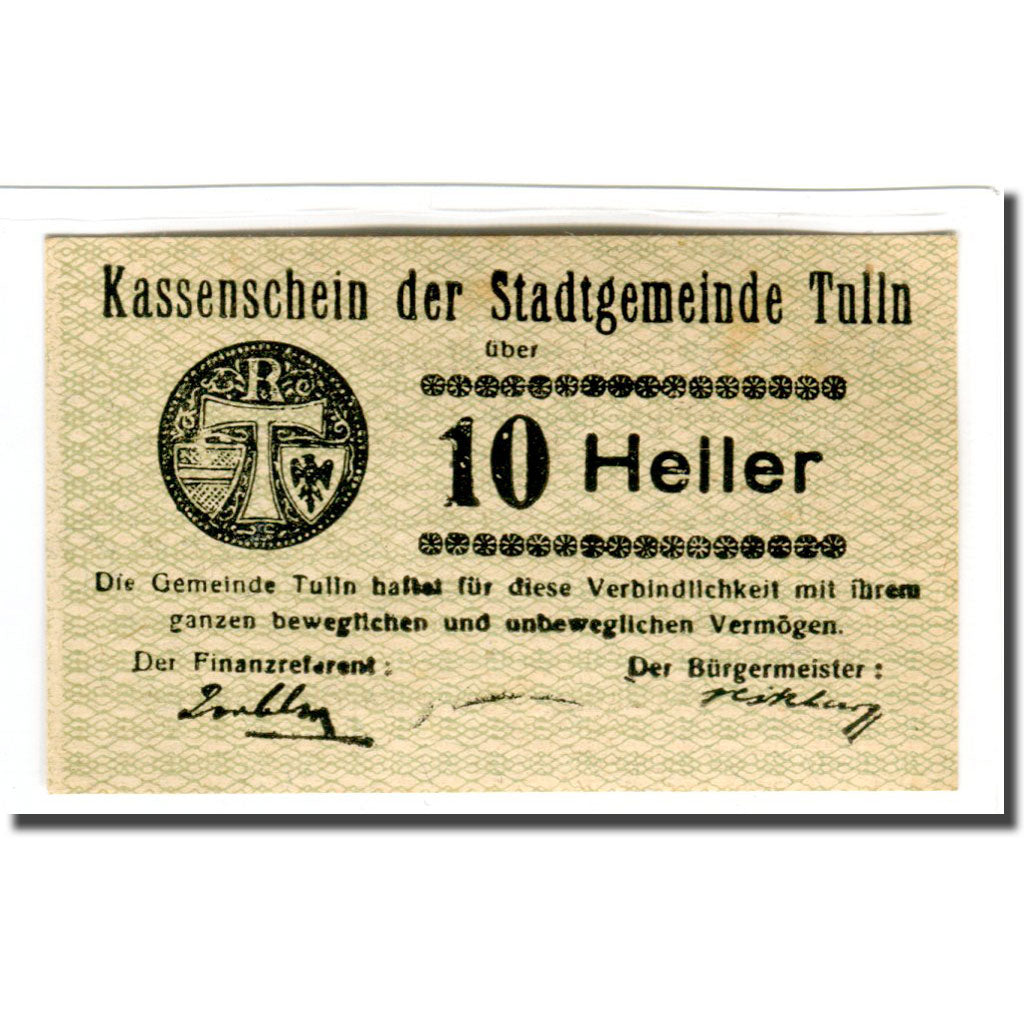 Kassenschein der Stadtgemeinde Tulln
über
R
T
10 Heller
Die Gemeinde Tulln haftet für diese Verbindlichkeit mit ihrem
ganzen beweglichen und unbeweglichen Vermögen.
Der Finanzreferent:
Der Bürgermeister: